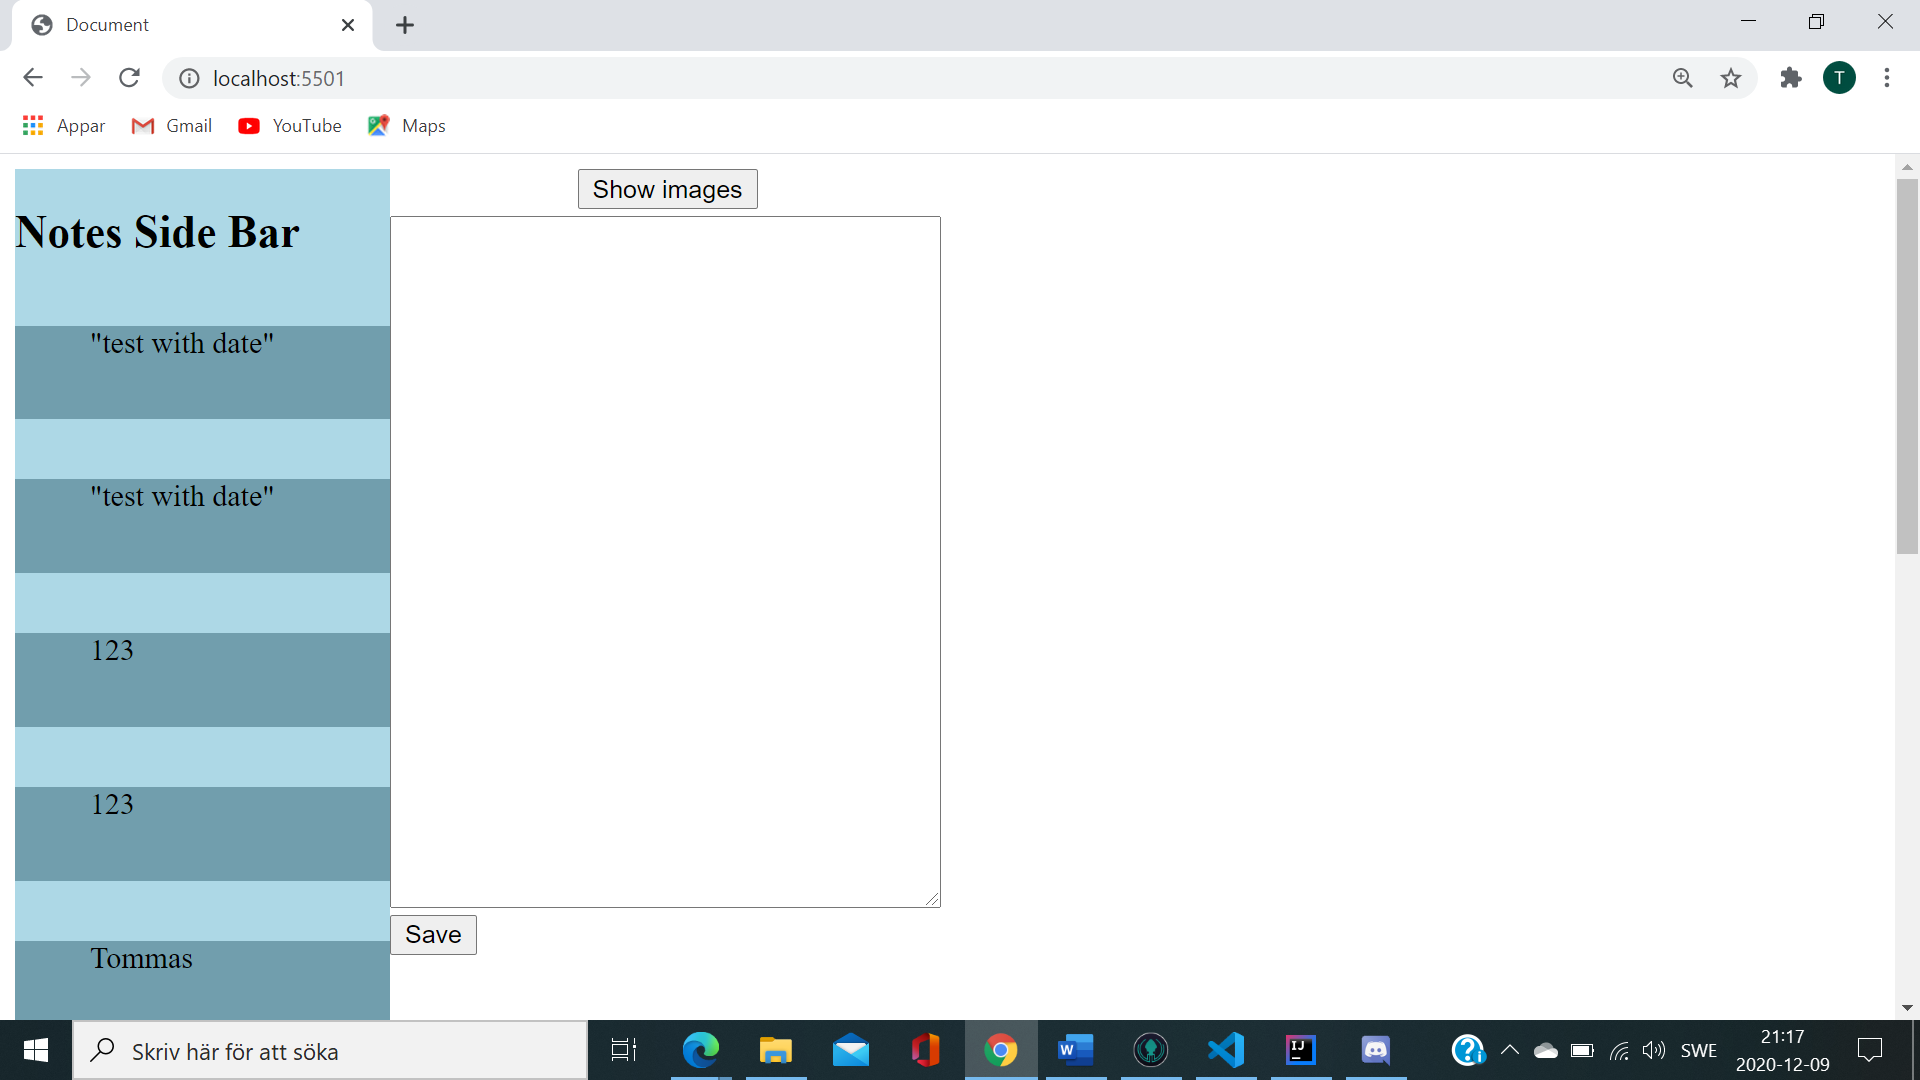 Document
localhost:5501
T
Appar
Gmail
YouTube
Maps
Show images
Notes Side Bar
"test with date"
"test with date"
123
123
Tommas
Save
Skriv här för att söka
SWE
21:17
2020-12-09